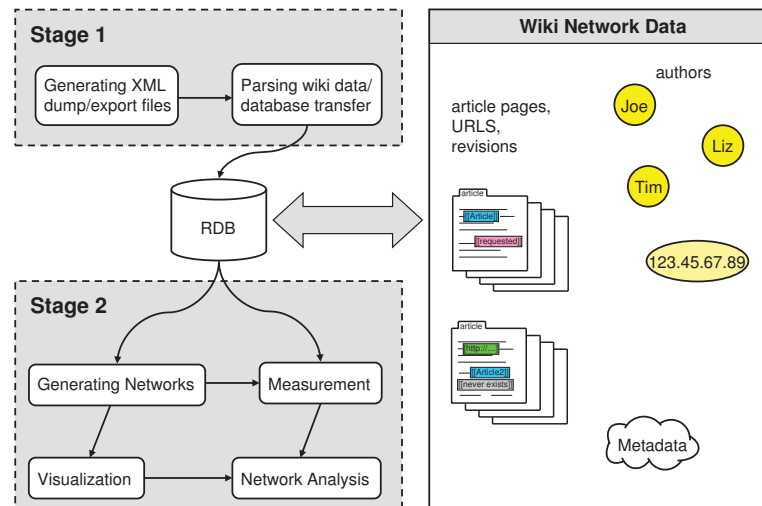 Stage 1
Generating XML
dump/export files
Parsing wiki data/
database transfer
RDB
Stage 2
Generating Networks
Measurement
Visualization
Network Analysis
Wiki Network Data
authors
article pages,
URLS,
revisions
Joe
Liz
Tim
article
[[Article]]
[[requested]]
123.45.67.89
article
http://....
[[Article2]]
[[never exists]]
Metadata